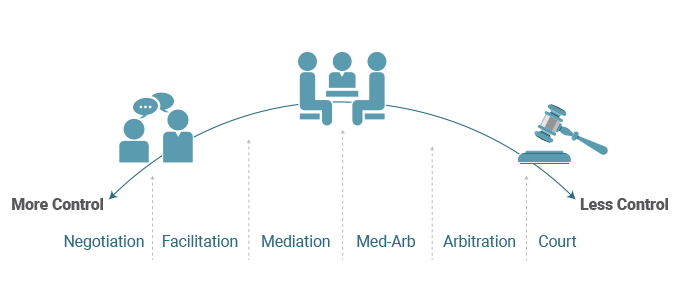 More Control
Less Control
Negotiation Facilitation Mediation Med-Arb Arbitration Court